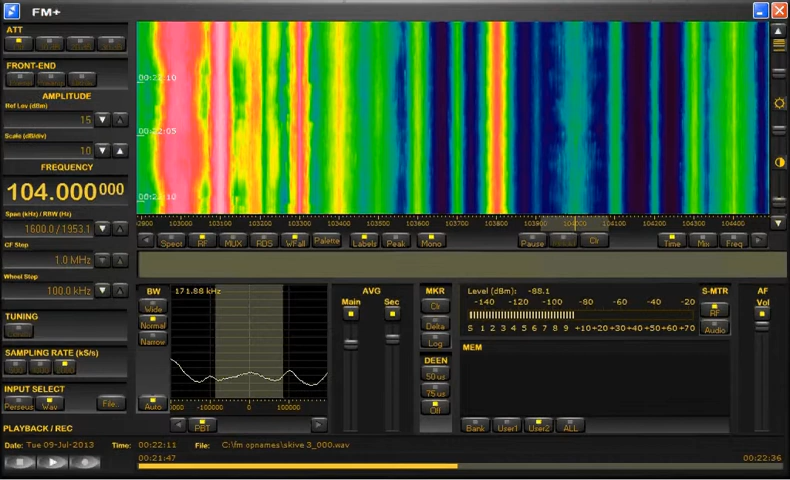 FM+
ATT
FRONT-END
AMPLITUDE
Ref Lev (dBm)
15
Scale (dB/div)
10
FREQUENCY
104.000000
Span (kHz) / RBW (Hz)
1600.0 / 1953.1
CF Step
1.0 MHz
Wheel Step
100.0 kHz
TUNING
SAMPLING RATE (kS/s)
INPUT SELECT
Perseus Wav File..
PLAYBACK / REC
00:22:10
00:22:05
00:22:10
2900 103000 103100 103200 103300 103400 103500 103600 103700 103800 103900 104000 104100 104200 104300 104400
Spect RF MUX RDS WFall Palette Labels Peak Mono Pause Clr Time Mix Freq
BW
Wide
Normal
Narrow
Auto
171.88 kHz
-100000 0 100000
PBT
AVG
Main Sec
MKR
Clr
Delta
Log
DEEN
50 us
75 us
Off
Level (dBm): -88.1
-140 -120 -100 -80 -60 -40 -20
S 1 2 3 4 5 6 7 8 9 +10+20+30+40+50+60+70
S-MTR
RF
Audio
AF
Vol
MEM
Bank User1 User2 ALL
Date: Tue 09-Jul-2013 Time: 00:22:11 File: C:\fm opnames\skive 3_000.wav
00:21:47 00:22:36